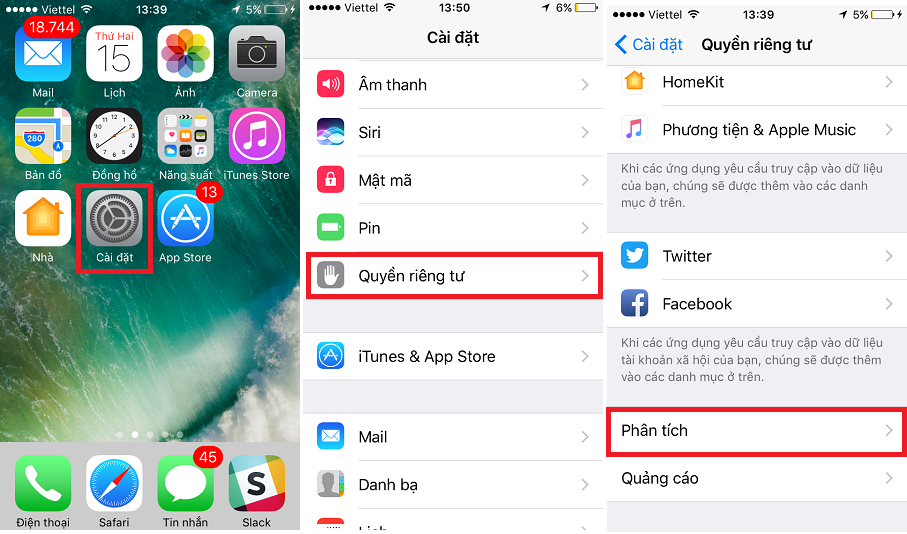 Viettel 13:39 5%
18.744
Thứ Hai
15
Mail Lịch Ảnh Camera
280
Bản đồ Đồng hồ Năng suất iTunes Store
13
Nhà Cài đặt App Store
45
Điện thoại Safari Tin nhắn Slack
Viettel 13:50 6%
Cài đặt
Âm thanh
Siri
Mật mã
Pin
Quyền riêng tư
iTunes & App Store
Mail
Danh bạ
Lịch
Viettel 13:39 5%
Cài đặt Quyền riêng tư
HomeKit
Phương tiện & Apple Music
Khi các ứng dụng yêu cầu truy cập vào dữ liệu
của bạn, chúng sẽ được thêm vào các danh
mục ở trên.
Twitter
Facebook
Khi các ứng dụng yêu cầu truy cập vào dữ liệu
tài khoản xã hội của bạn, chúng sẽ được thêm
vào các danh mục ở trên.
Phân tích
Quảng cáo